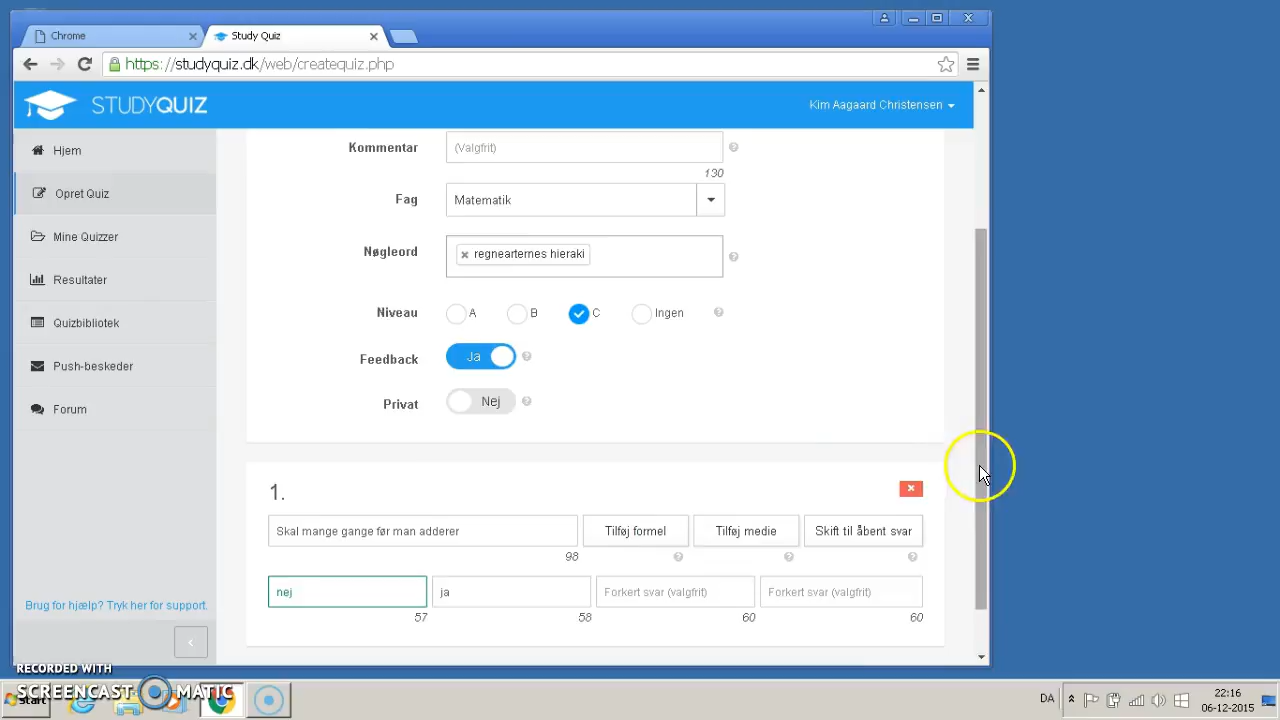 Chrome
Study Quiz
https://studyquiz.dk/web/createquiz.php
STUDYQUIZ
Kim Aagaard Christensen
Hjem
Opret Quiz
Mine Quizzer
Resultater
Quizbibliotek
Push-beskeder
Forum
Brug for hjælp? Tryk her for support.
Kommentar (Valgfrit)
130
Fag Matematik
Nøgleord regnearternes hieraki
Niveau A B C Ingen
Feedback Ja
Privat Nej
1.
Skal mange gange før man adderer Tilføj formel Tilføj medie Skift til åbent svar
98
nej ja Forkert svar (valgfrit) Forkert svar (valgfrit)
57 58 60 60
RECORDED WITH
SCREENCAST MATIC
Start
DA
22:16
06-12-2015